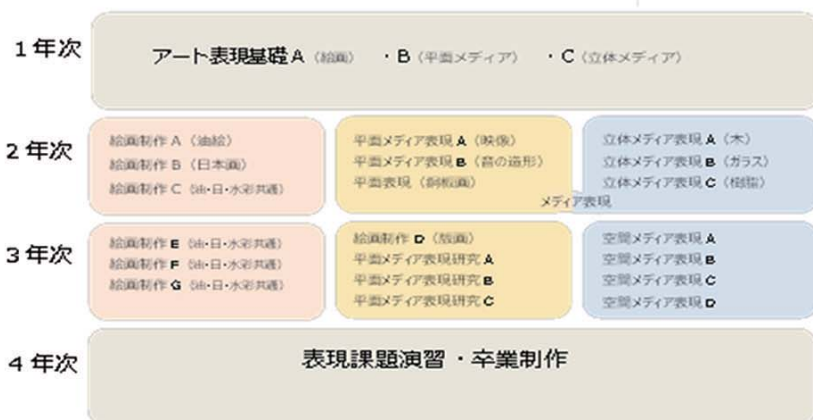 1年次
アート表現基礎A（絵画）　・B（平面メディア）　・C（立体メディア）
2年次
絵画制作A（油絵）
絵画制作B（日本画）
絵画制作C（油・日・水彩共通）
平面メディア表現A（映像）
平面メディア表現B（音の造形）
平面表現（銅板画）
立体メディア表現A（木）
立体メディア表現B（ガラス）
立体メディア表現C（樹脂）
メディア表現
3年次
絵画制作E（油・日・水彩共通）
絵画制作F（油・日・水彩共通）
絵画制作G（油・日・水彩共通）
絵画制作D（版画）
平面メディア表現研究A
平面メディア表現研究B
平面メディア表現研究C
空間メディア表現A
空間メディア表現B
空間メディア表現C
空間メディア表現D
4年次
表現課題演習・卒業制作